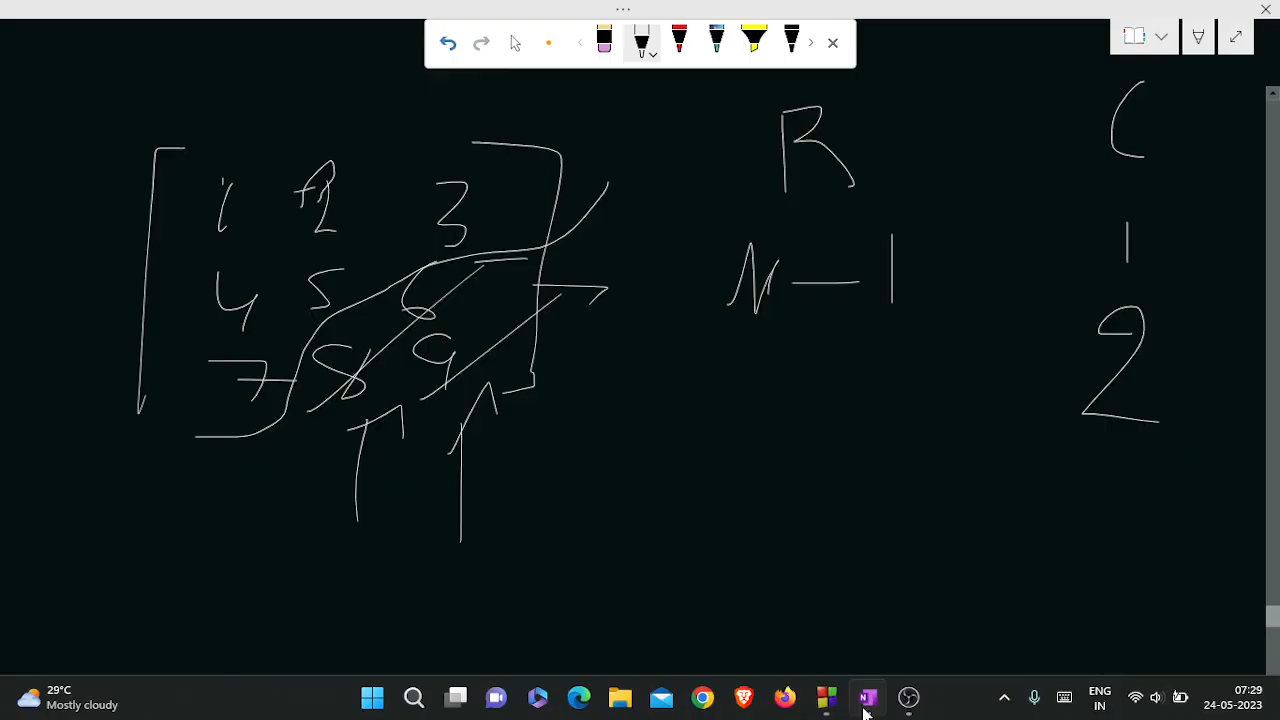 R C
1 2 3
4 5 6
7 8 9
N-1 1
2
29°C
Mostly cloudy
ENG
IN
07:29
24-05-2023